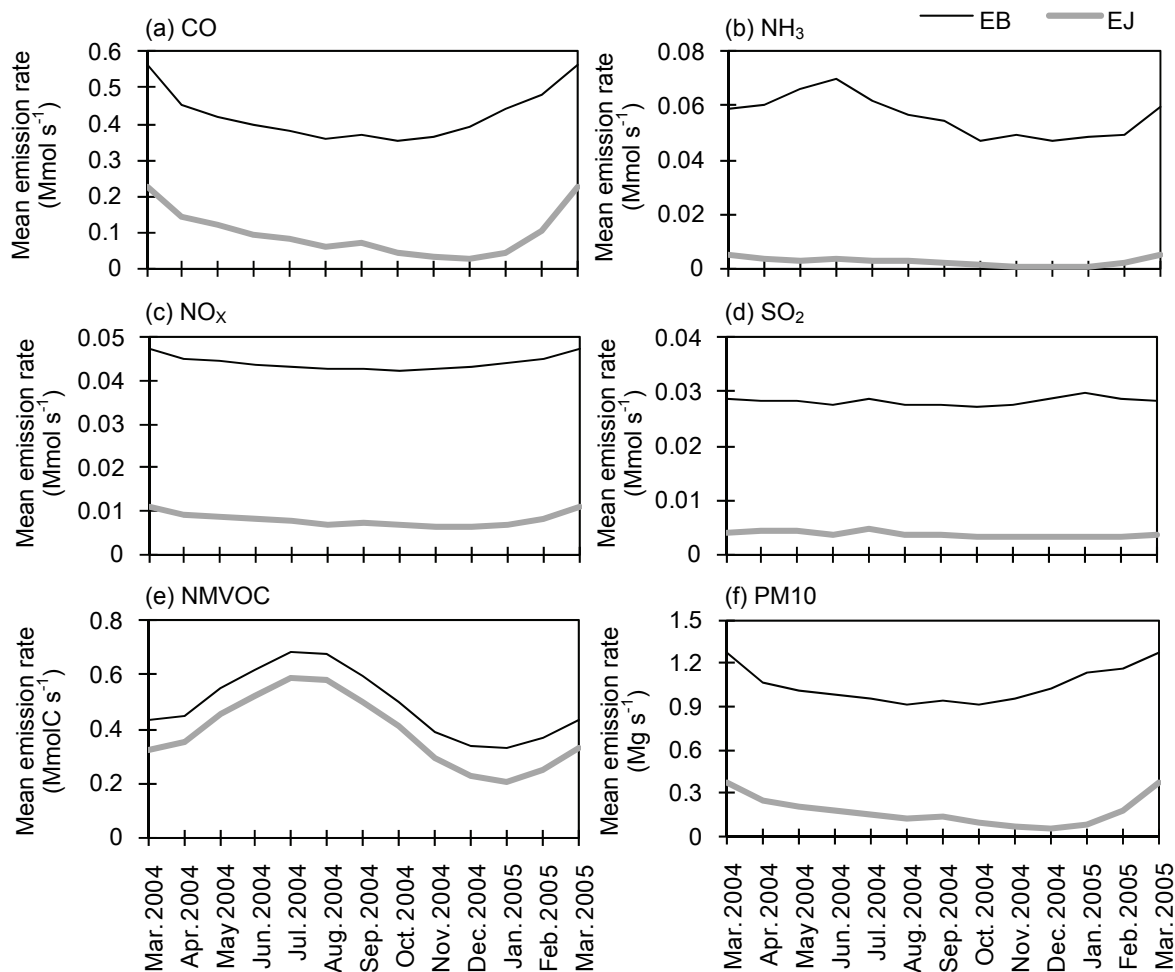 EB EJ
(a) CO
Mean emission rate
(Mmol s⁻¹)
0.6
0.5
0.4
0.3
0.2
0.1
0
(b) NH₃
Mean emission rate
(Mmol s⁻¹)
0.08
0.06
0.04
0.02
0
(c) NOₓ
Mean emission rate
(Mmol s⁻¹)
0.05
0.04
0.03
0.02
0.01
0
(d) SO₂
Mean emission rate
(Mmol s⁻¹)
0.04
0.03
0.02
0.01
0
(e) NMVOC
Mean emission rate
(MmolC s⁻¹)
0.8
0.6
0.4
0.2
0
(f) PM10
Mean emission rate
(Mg s⁻¹)
1.5
1.2
0.9
0.6
0.3
0
Mar. 2004
Apr. 2004
May 2004
Jun. 2004
Jul. 2004
Aug. 2004
Sep. 2004
Oct. 2004
Nov. 2004
Dec. 2004
Jan. 2005
Feb. 2005
Mar. 2005
Mar. 2004
Apr. 2004
May 2004
Jun. 2004
Jul. 2004
Aug. 2004
Sep. 2004
Oct. 2004
Nov. 2004
Dec. 2004
Jan. 2005
Feb. 2005
Mar. 2005